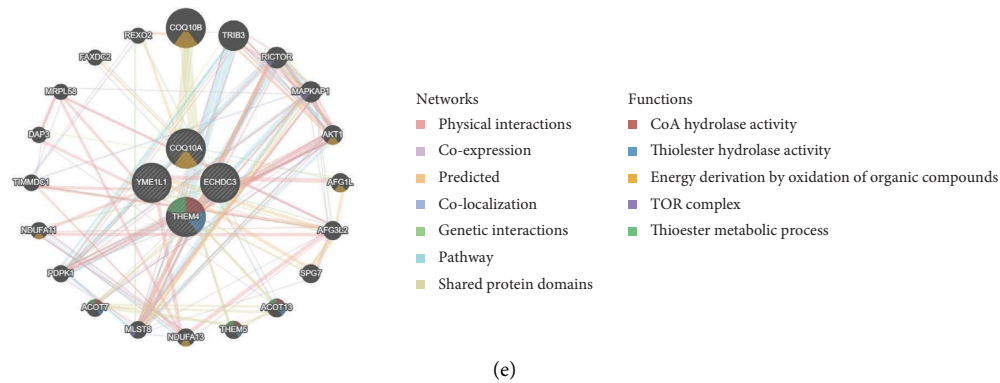 COQ10B
REXO2
TRIB3
FAXDC2
RICTOR
MRPL58
MAPKAP1
DAP3
AKT1
COQ10A
TIMMDC1
YME1L1
ECHDC3
AFG1L
THEM4
NDUFA11
AFG3L2
PDPK1
SPG7
ACOT7
ACOT13
MLST8
THEM5
NDUFA13
Networks
Physical interactions
Co-expression
Predicted
Co-localization
Genetic interactions
Pathway
Shared protein domains
Functions
CoA hydrolase activity
Thiolester hydrolase activity
Energy derivation by oxidation of organic compounds
TOR complex
Thioester metabolic process
(e)